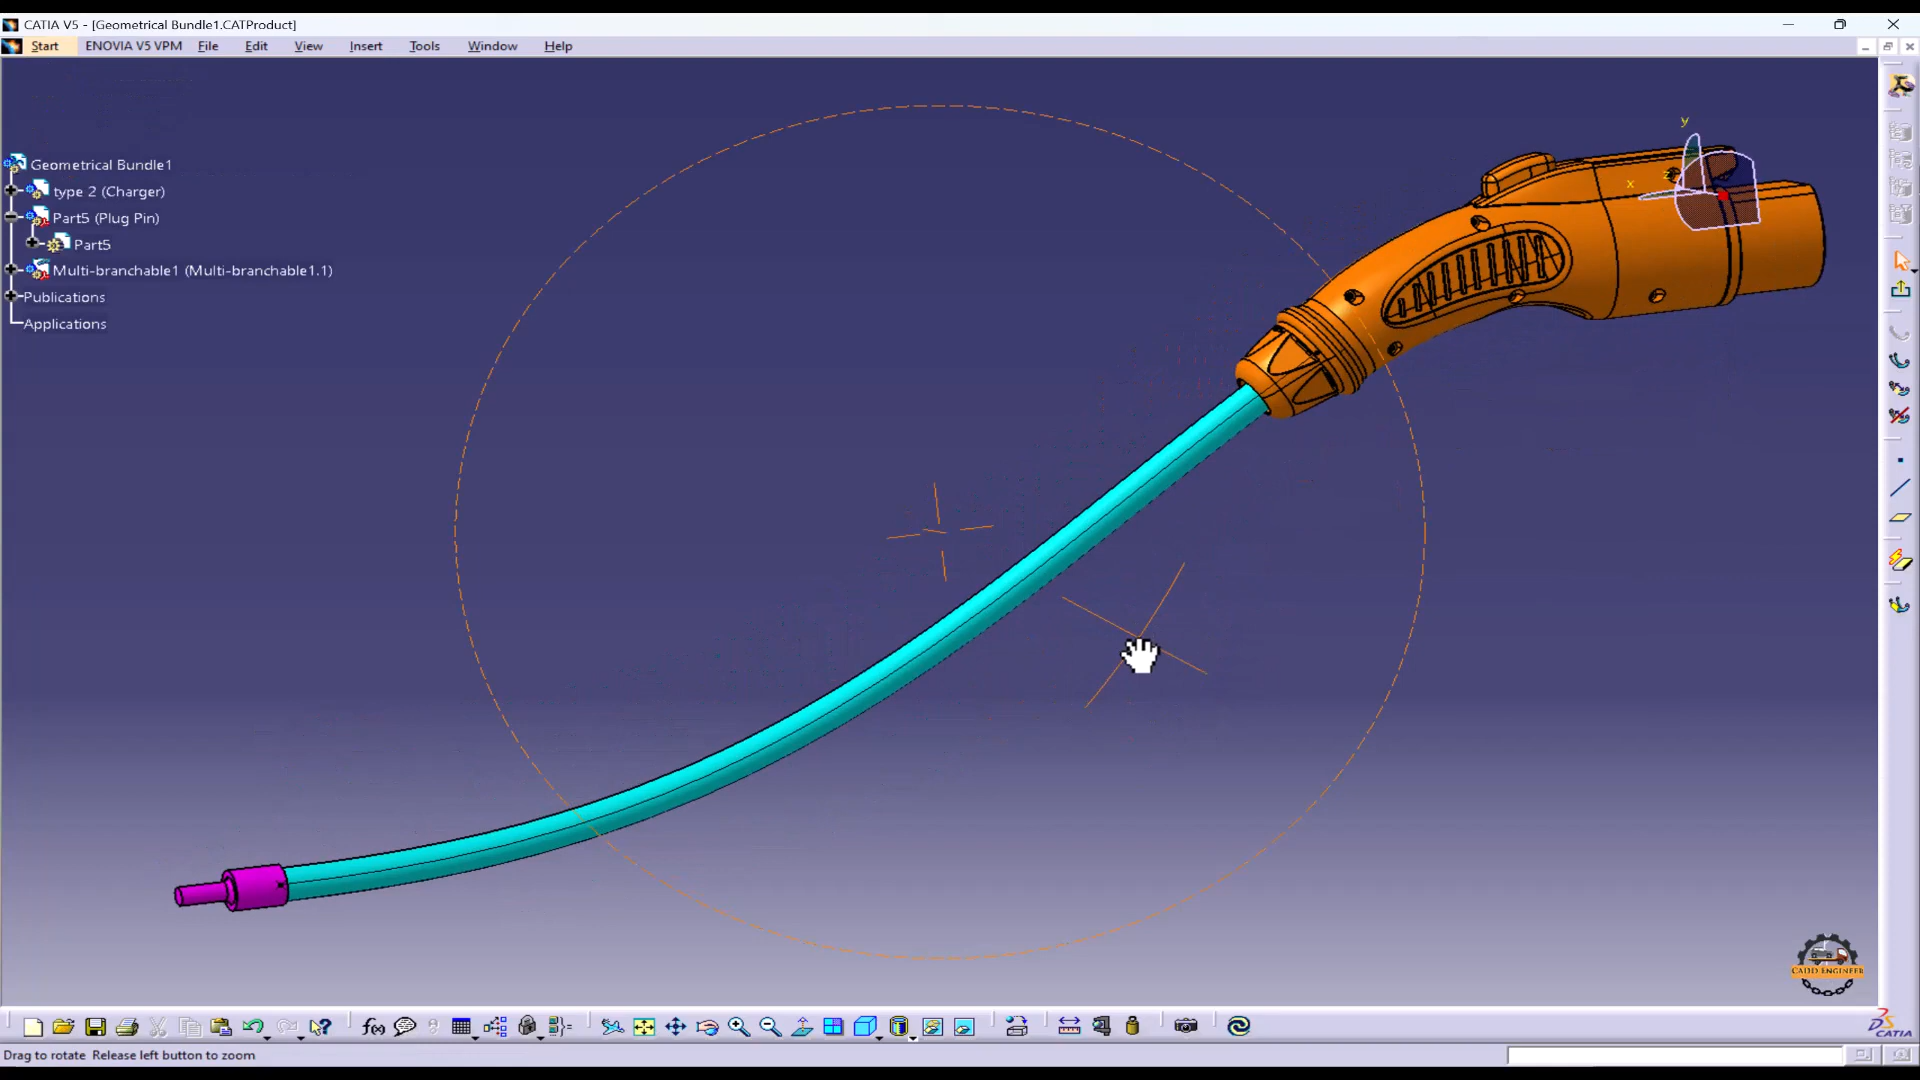 CATIA V5 - [Geometrical Bundle1.CATProduct]
Start ENOVIA V5 VPM File Edit View Insert Tools Window Help
y
x
z
Geometrical Bundle1
type 2 (Charger)
Part5 (Plug Pin)
Part5
Multi-branchable1 (Multi-branchable1.1)
Publications
Applications
CADD ENGINEER
f(x)
CATIA
Drag to rotate Release left button to zoom